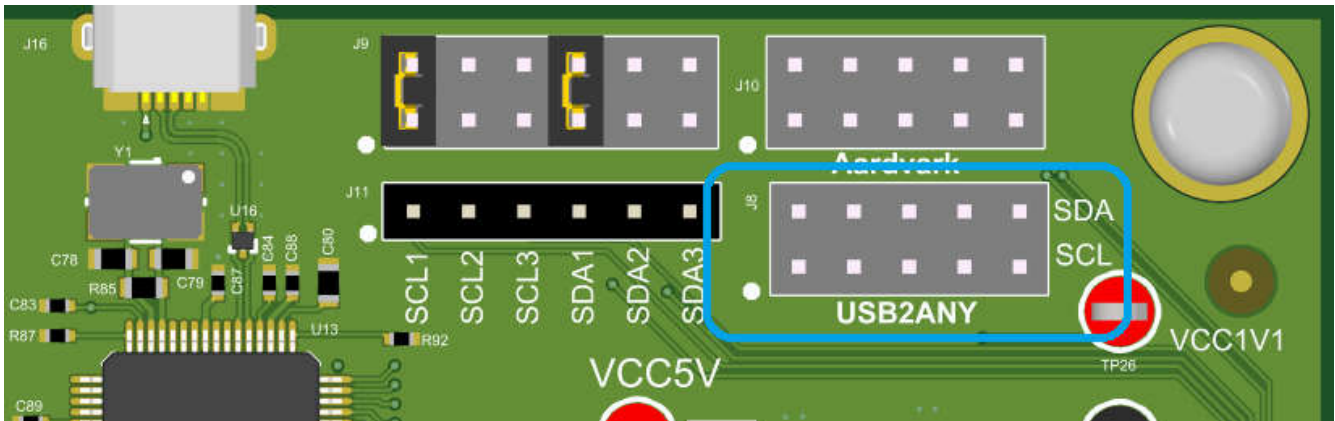 J16
J9
J10
Aardvark
Y1
J11
J8
SDA
SCL
USB2ANY
U16
C78
C79
C87
C84
C88
C80
R85
SCL1
SCL2
SCL3
SDA1
SDA2
SDA3
C83
R87
U13
R92
VCC5V
VCC1V1
TP26
C89